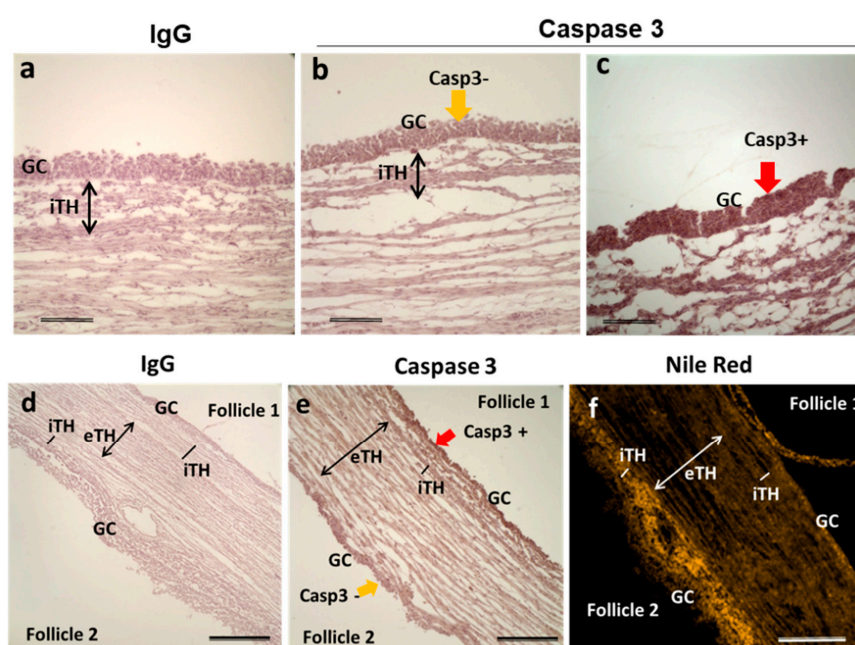 IgG
Caspase 3
a
GC
iTH
b
Casp3-
GC
iTH
c
Casp3+
GC
IgG
Caspase 3
Nile Red
d
GC
Follicle 1
iTH
eTH
iTH
GC
Follicle 2
e
Follicle 1
Casp3 +
eTH
iTH
GC
GC
Casp3 -
Follicle 2
f
Follicle 1
iTH
eTH
iTH
GC
GC
Follicle 2